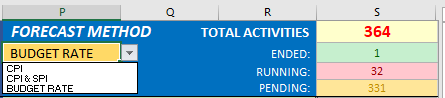 P Q R S
FORECAST METHOD TOTAL ACTIVITIES 364
BUDGET RATE ENDED: 1
CPI RUNNING: 32
CPI & SPI
BUDGET RATE PENDING: 331